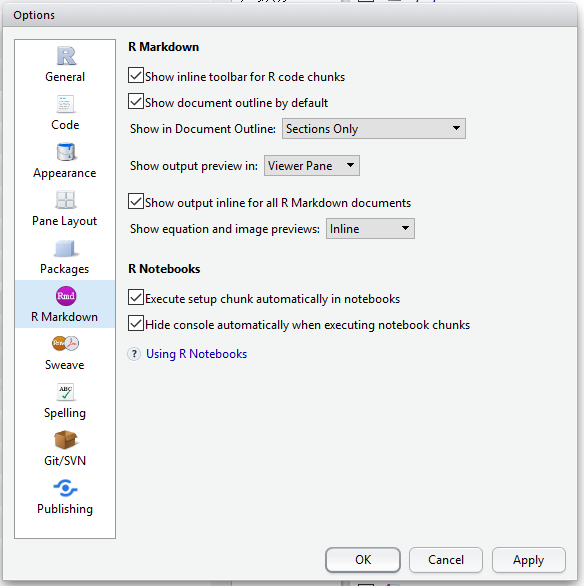 Options
General
Code
Appearance
Pane Layout
Packages
Rmd
R Markdown
Rnw
Sweave
ABC
Spelling
Git/SVN
Publishing
R Markdown
Show inline toolbar for R code chunks
Show document outline by default
Show in Document Outline: Sections Only
Show output preview in: Viewer Pane
Show output inline for all R Markdown documents
Show equation and image previews: Inline
R Notebooks
Execute setup chunk automatically in notebooks
Hide console automatically when executing notebook chunks
? Using R Notebooks
OK Cancel Apply